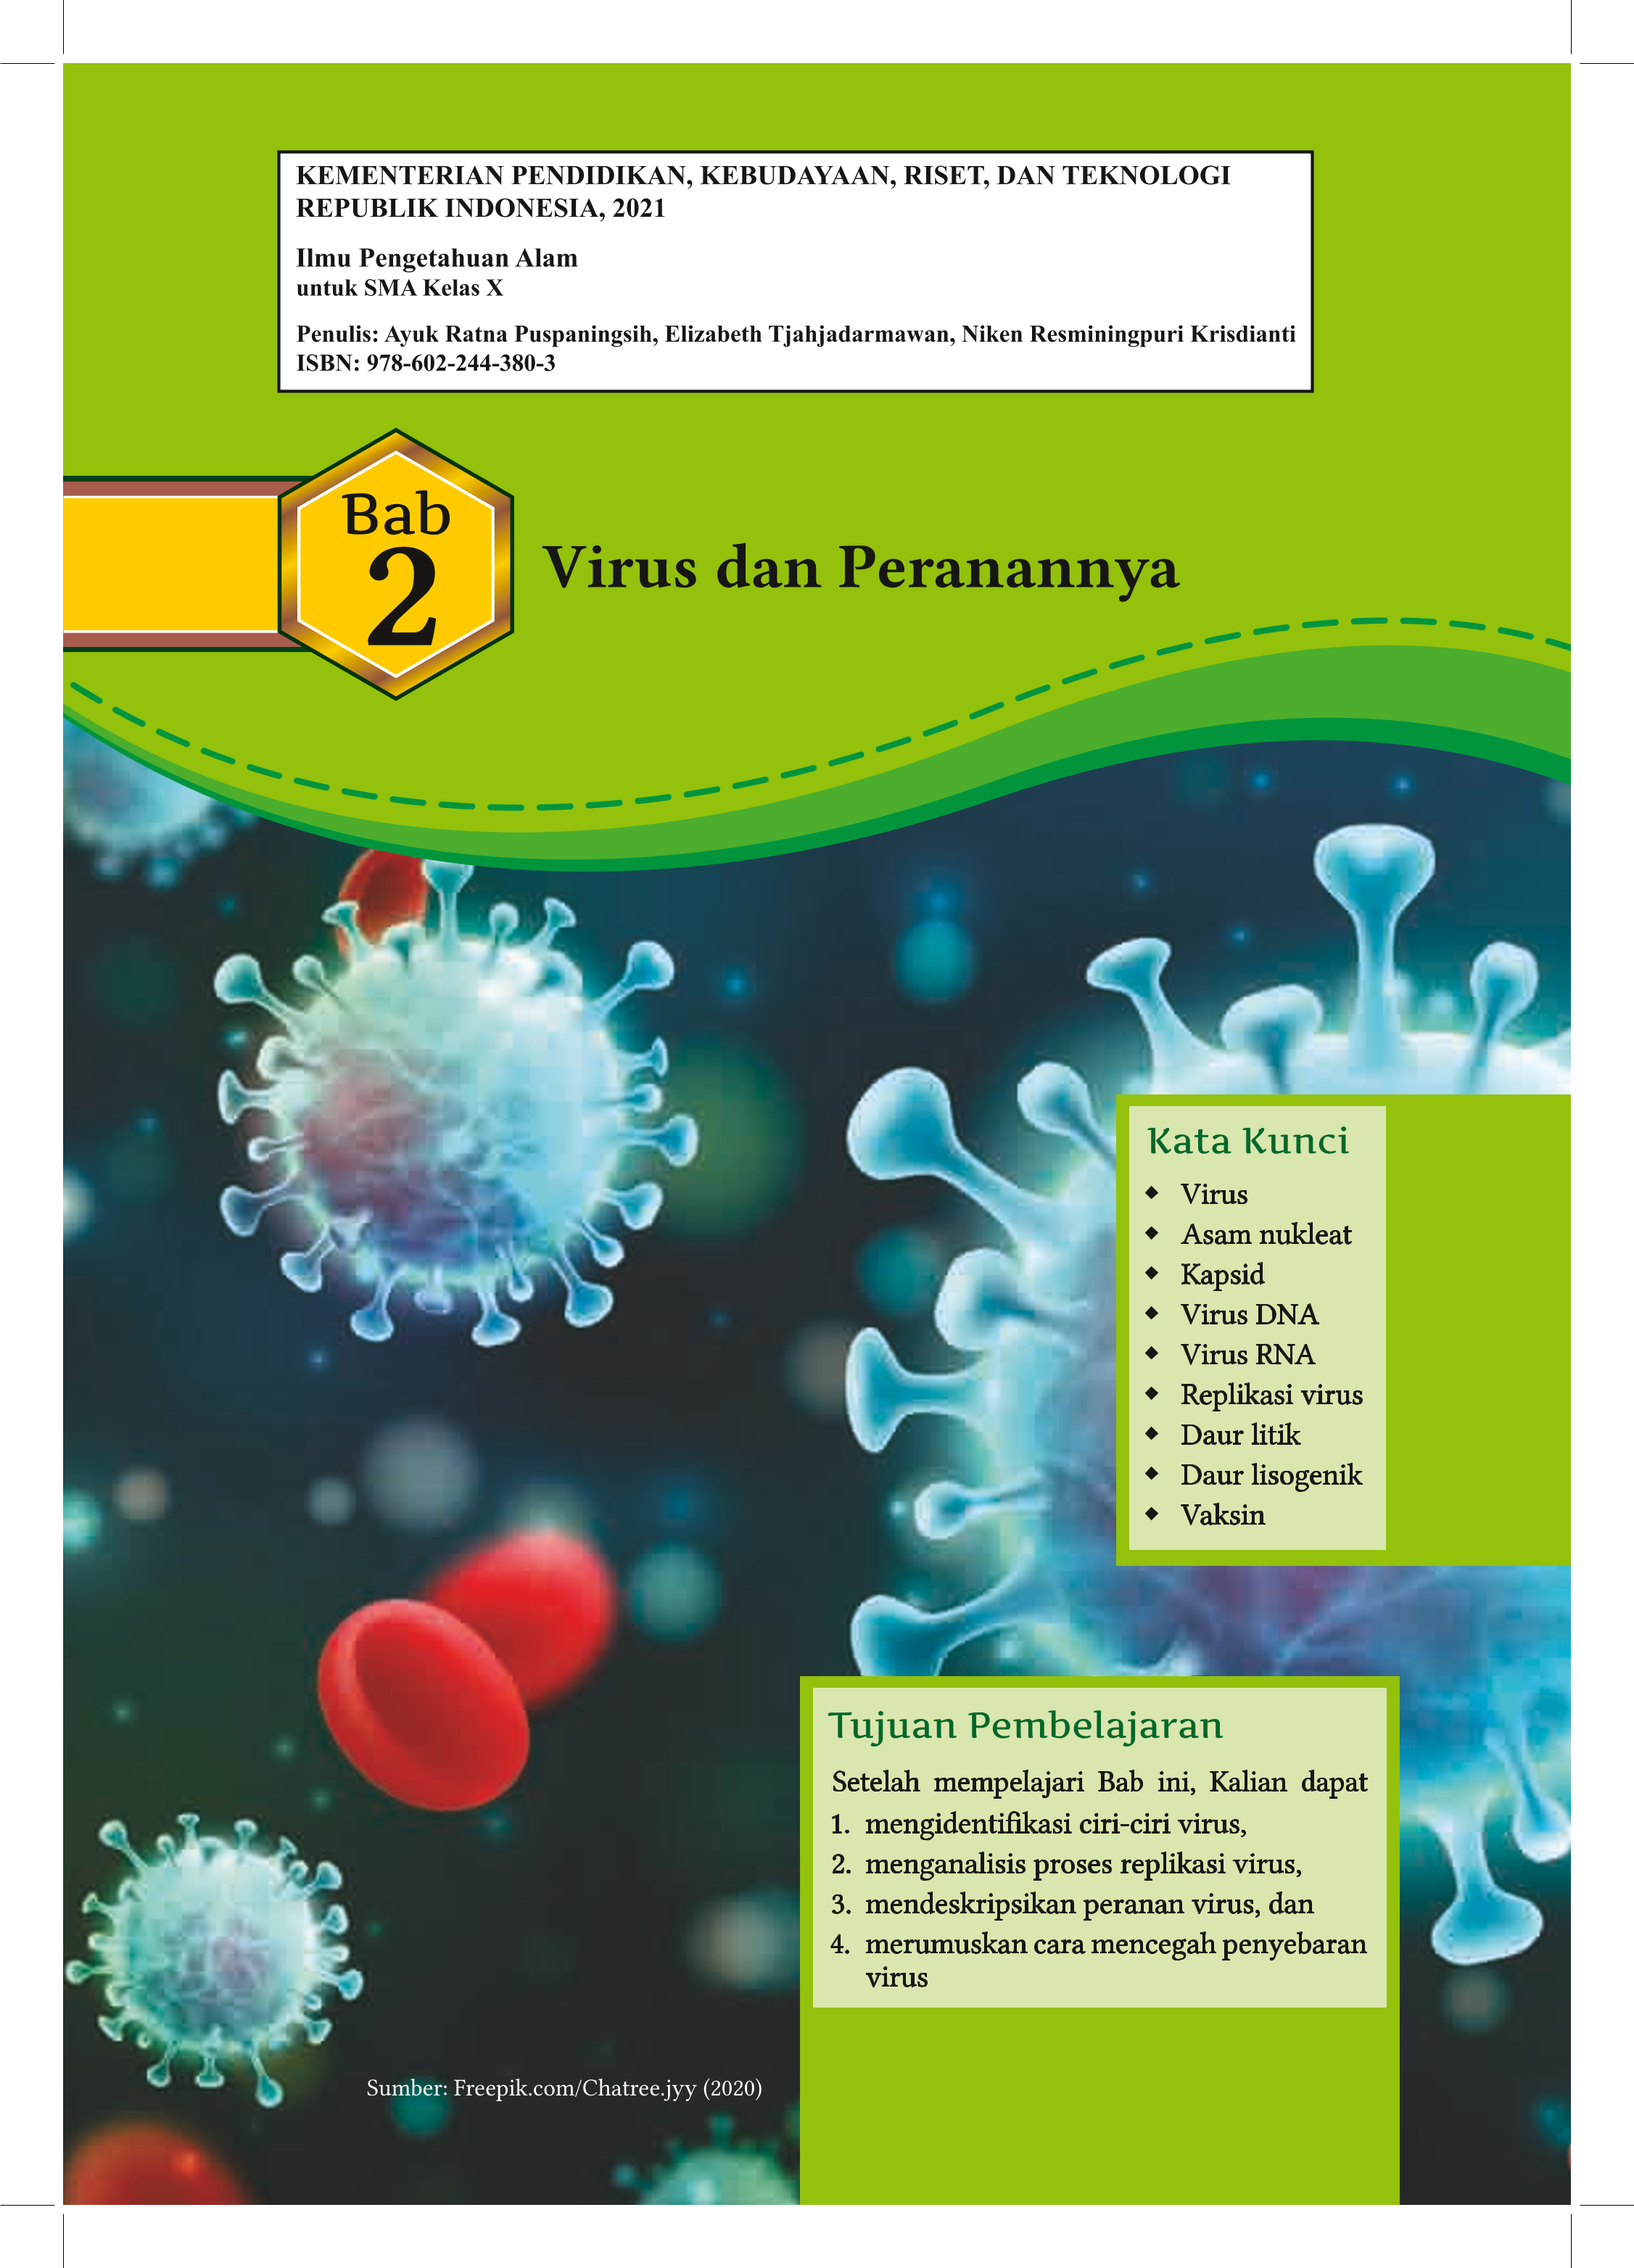 KEMENTERIAN PENDIDIKAN, KEBUDAYAAN, RISET, DAN TEKNOLOGI
REPUBLIK INDONESIA, 2021
Ilmu Pengetahuan Alam
untuk SMA Kelas X
Penulis: Ayuk Ratna Puspaningsih, Elizabeth Tjahjadarmawan, Niken Resminingpuri Krisdianti
ISBN: 978-602-244-380-3
Bab
2
Virus dan Peranannya
Kata Kunci
◆ Virus
◆ Asam nukleat
◆ Kapsid
◆ Virus DNA
◆ Virus RNA
◆ Replikasi virus
◆ Daur litik
◆ Daur lisogenik
◆ Vaksin
Tujuan Pembelajaran
Setelah mempelajari Bab ini, Kalian dapat
1. mengidentifikasi ciri-ciri virus,
2. menganalisis proses replikasi virus,
3. mendeskripsikan peranan virus, dan
4. merumuskan cara mencegah penyebaran
virus
Sumber: Freepik.com/Chatree.jyy (2020)